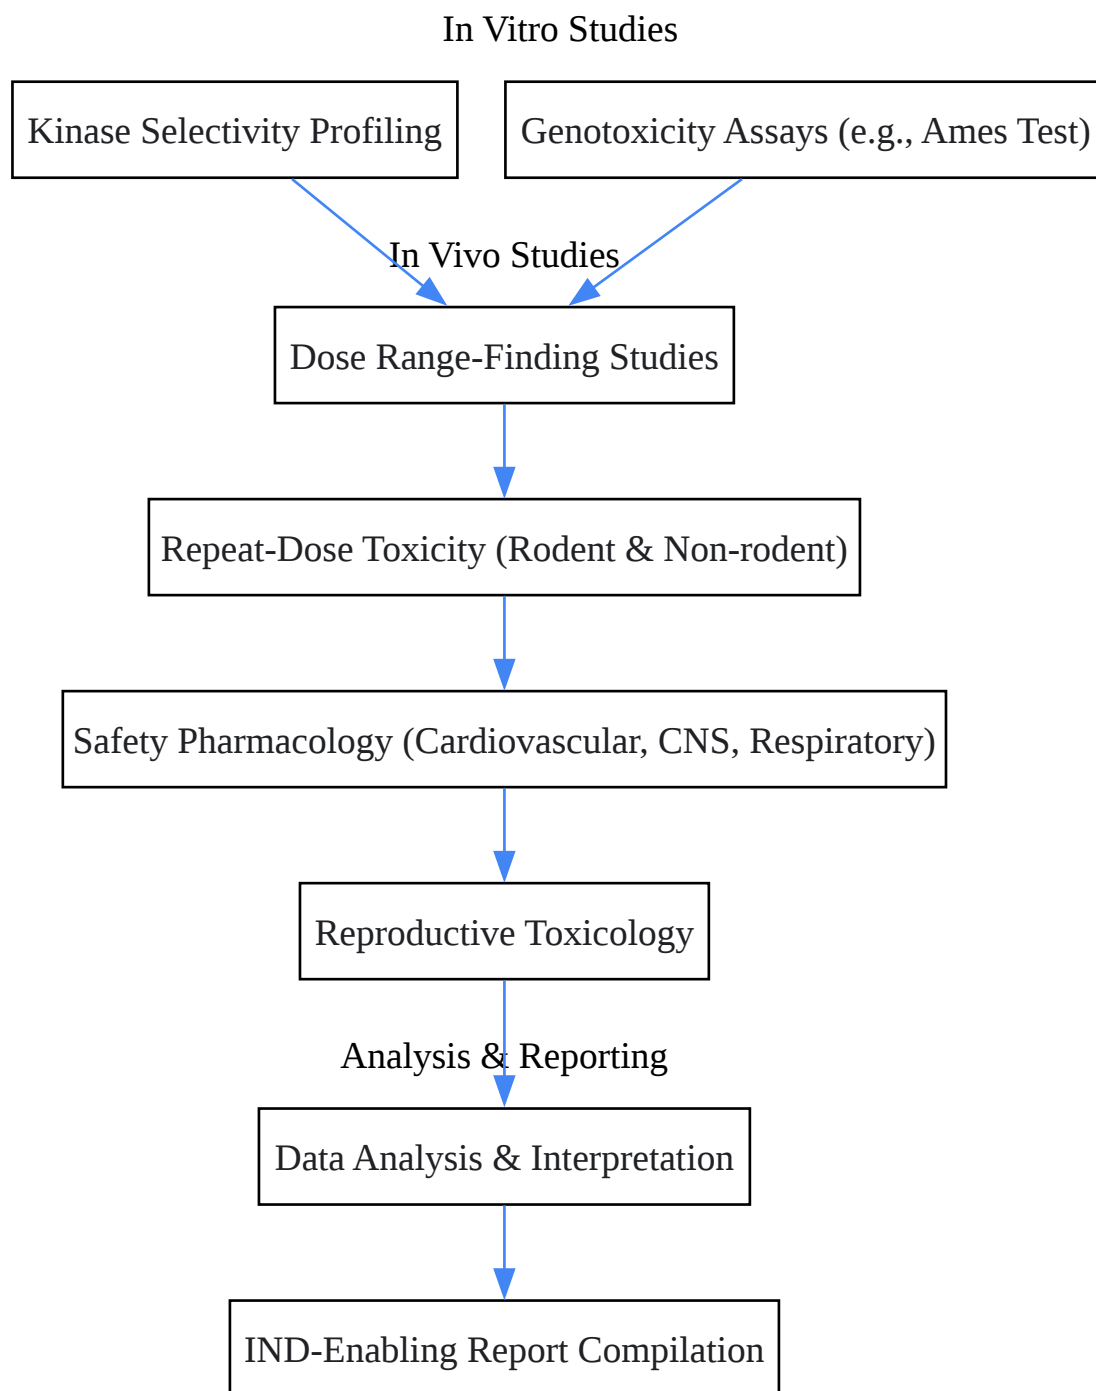 In Vitro Studies
Kinase Selectivity Profiling
Genotoxicity Assays (e.g., Ames Test)
In Vivo Studies
Dose Range-Finding Studies
Repeat-Dose Toxicity (Rodent & Non-rodent)
Safety Pharmacology (Cardiovascular, CNS, Respiratory)
Reproductive Toxicology
Analysis & Reporting
Data Analysis & Interpretation
IND-Enabling Report Compilation